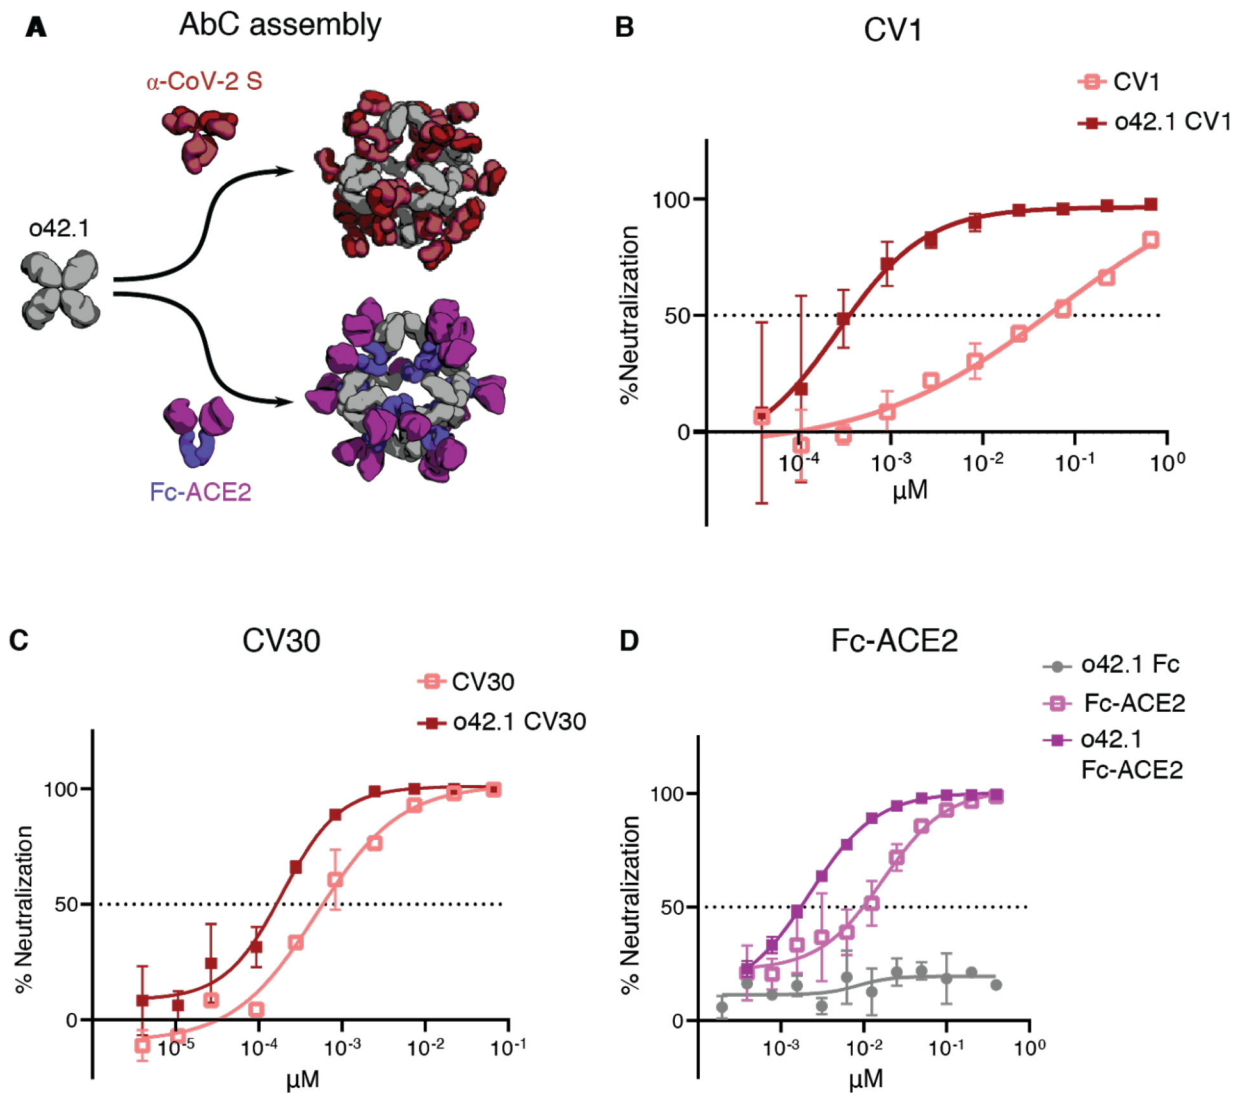 A
AbC assembly
α-CoV-2 S
o42.1
Fc-ACE2
B
CV1
CV1
o42.1 CV1
%Neutralization
100
50
0
10-4
10-3
10-2
10-1
100
µM
C
CV30
CV30
o42.1 CV30
% Neutralization
100
50
0
10-5
10-4
10-3
10-2
10-1
µM
D
Fc-ACE2
o42.1 Fc
Fc-ACE2
o42.1
Fc-ACE2
% Neutralization
100
50
0
10-3
10-2
10-1
100
µM